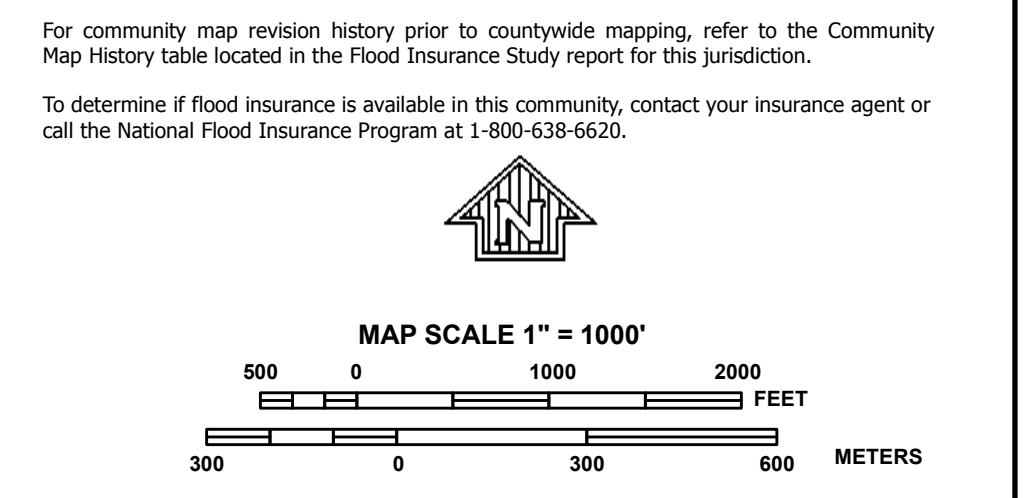 For community map revision history prior to countywide mapping, refer to the Community
Map History table located in the Flood Insurance Study report for this jurisdiction.
To determine if flood insurance is available in this community, contact your insurance agent or
call the National Flood Insurance Program at 1-800-638-6620.
N
MAP SCALE 1" = 1000'
500 0 1000 2000
FEET
METERS
300 0 300 600